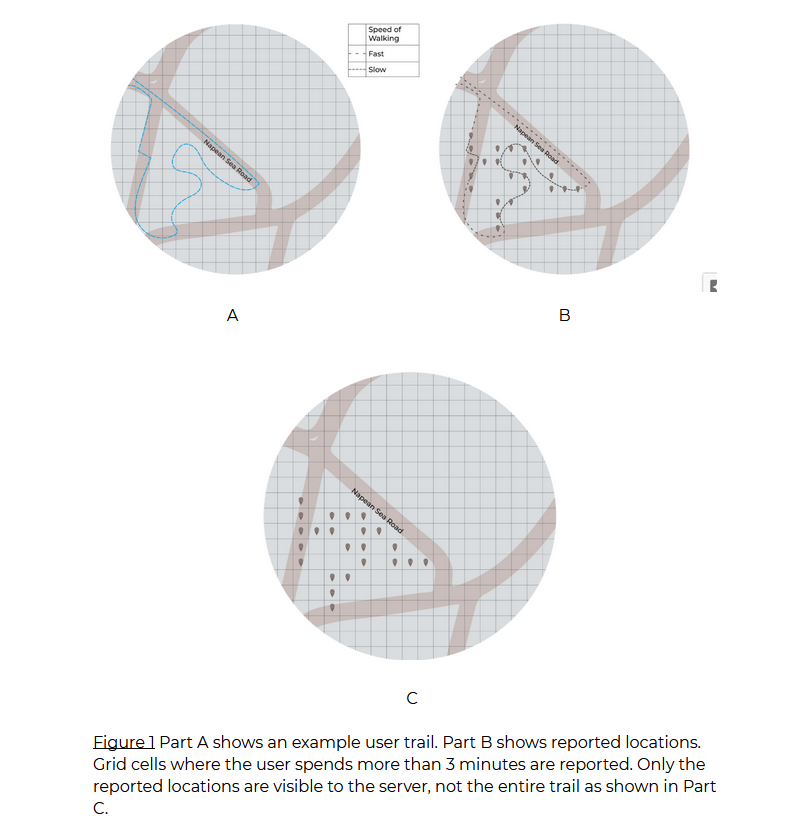 Speed of
Walking
Fast
Slow
Napean Sea Road
Napean Sea Road
A
B
Napean Sea Road
C
Figure 1 Part A shows an example user trail. Part B shows reported locations.
Grid cells where the user spends more than 3 minutes are reported. Only the
reported locations are visible to the server, not the entire trail as shown in Part
C.